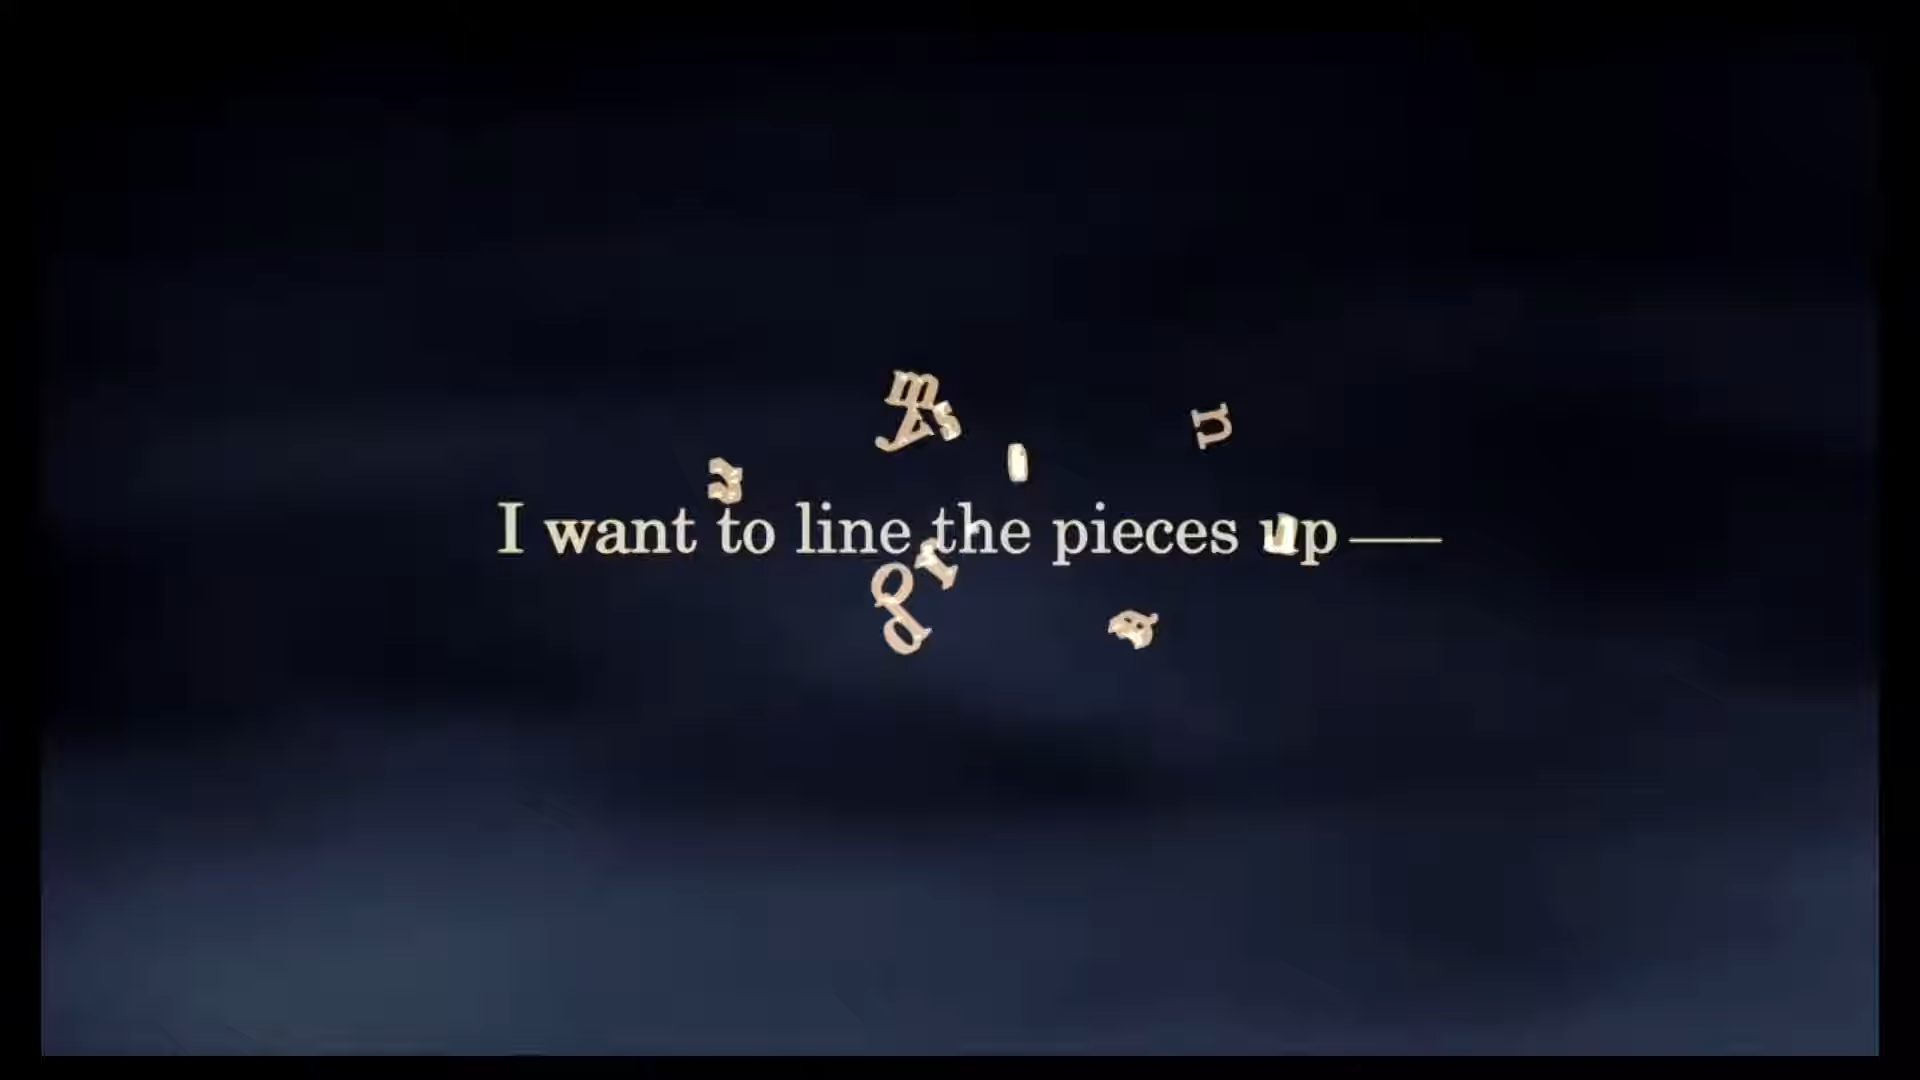 I want to line the pieces up——